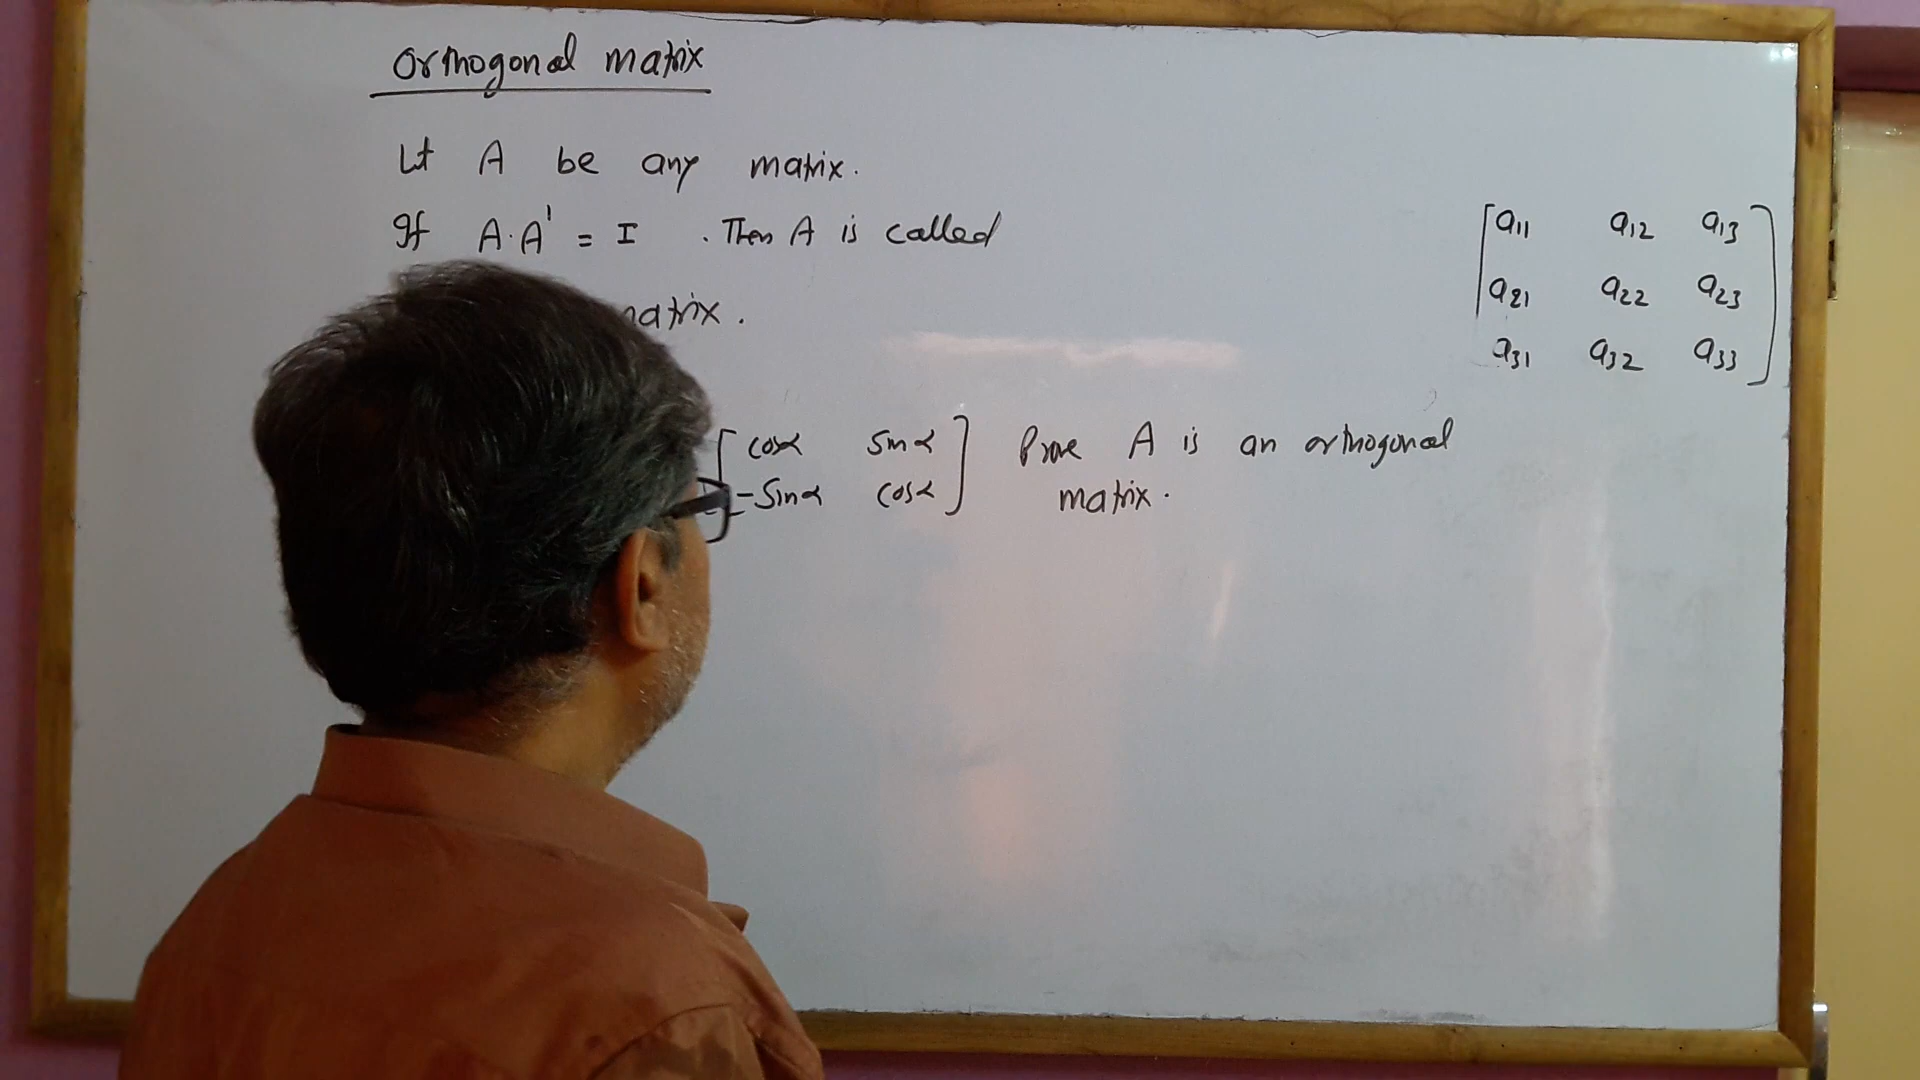 Orthogonal matrix
Let A be any matrix.
If A·A' = I . Then A is called
matrix.
[cosα sinα] Prove A is an orthogonal
[-sinα cosα] matrix.
[a11 a12 a13]
[a21 a22 a23]
[a31 a32 a33]